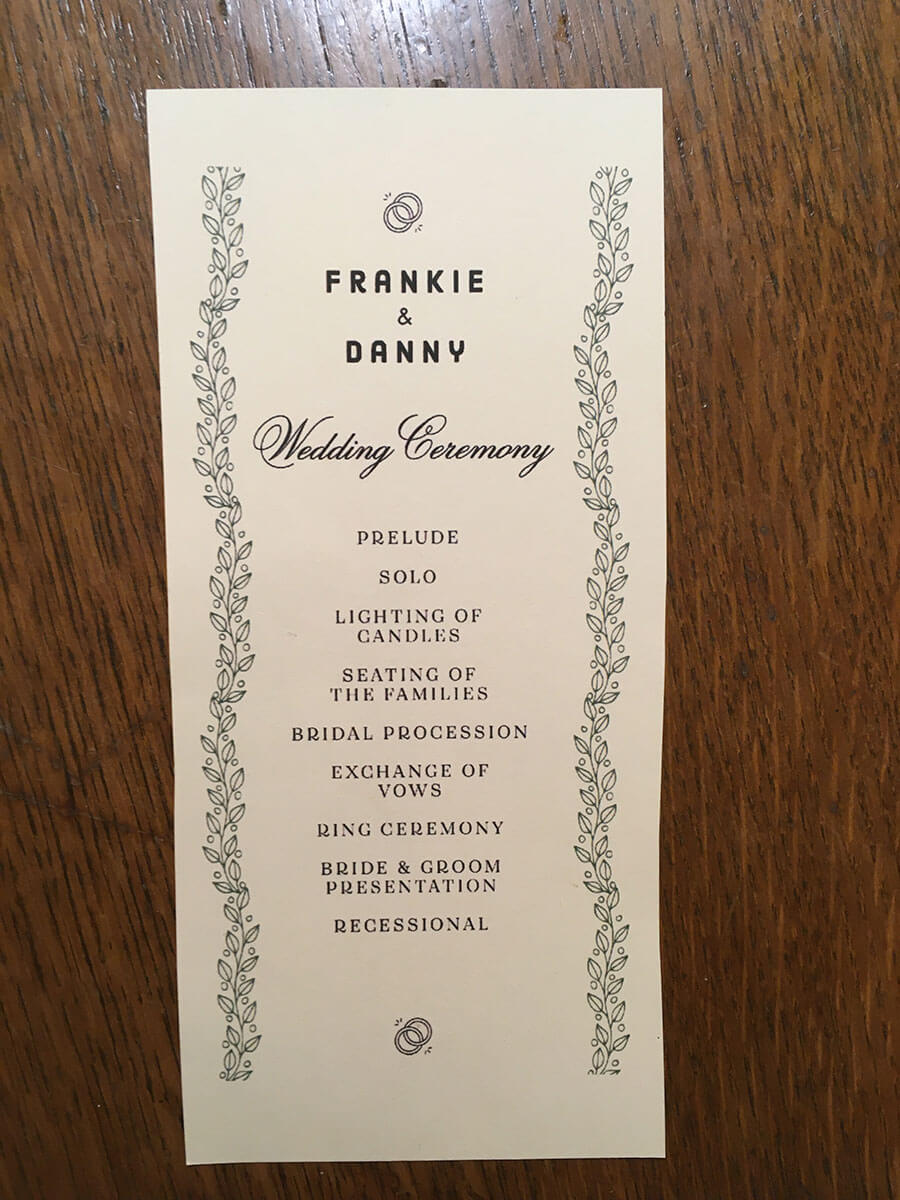 FRANKIE
&
DANNY
Wedding Ceremony
PRELUDE
SOLO
LIGHTING OF
CANDLES
SEATING OF
THE FAMILIES
BRIDAL PROCESSION
EXCHANGE OF
VOWS
RING CEREMONY
BRIDE & GROOM
PRESENTATION
RECESSIONAL